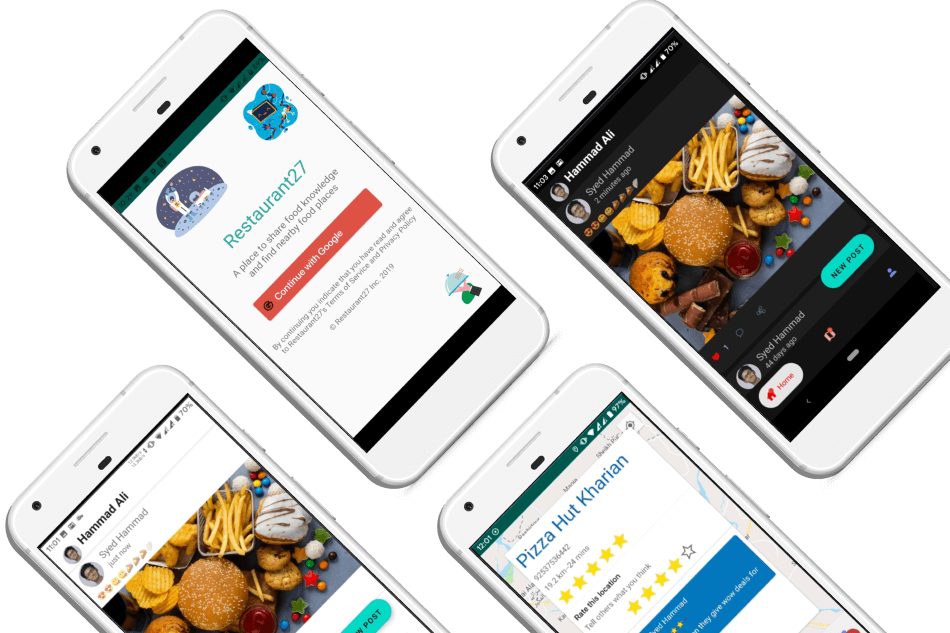 Restaurant27
A place to share food knowledge
and find nearby food places
Continue with Google
By continuing you indicate that you have read and agree
to Restaurant27's Terms of Service and Privacy Policy
© Restaurant27 Inc. 2019
11:03
70%
Hammad Ali
Syed Hammad
2 minutes ago
NEW POST
1
Syed Hammad
44 days ago
Home
11:01
70%
Hammad Ali
Syed Hammad
just now
NEW POST
12:01
97%
Pizza Hut Kharian
92537536442
19.2 km-24 mins
Rate this location
Tell others what you think
Syed Hammad
en they give wow deals for